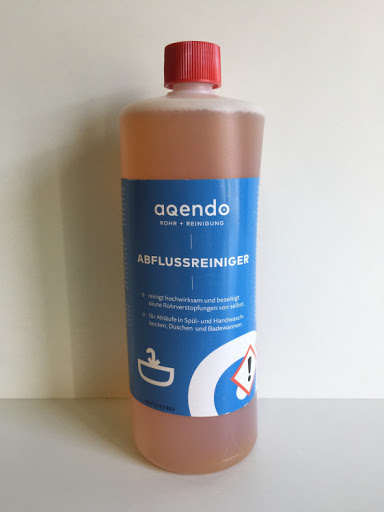 aqendo
ROHR + REINIGUNG
ABFLUSSREINIGER
+ reinigt hochwirksam und beseitigt
akute Rohrverstopfungen von selbst.
+ für Abläufe in Spül- und Handwasch-
becken, Duschen und Badewannen.